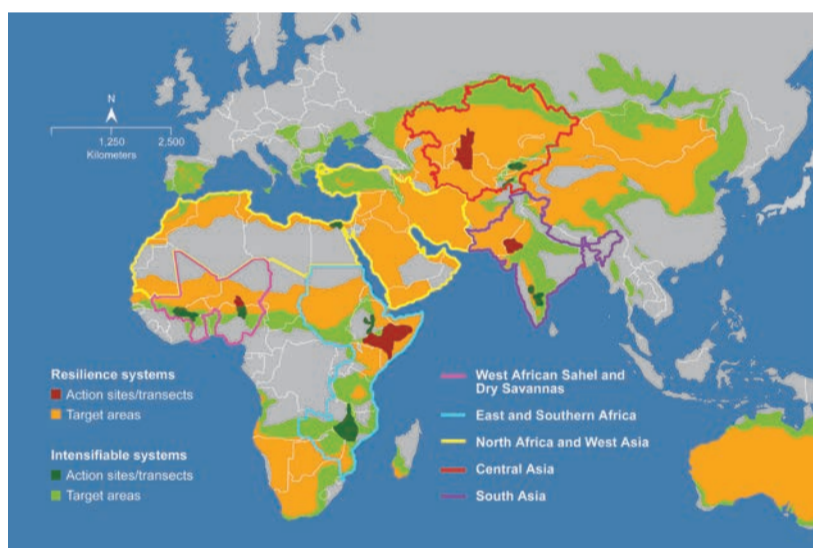 N
1,250 2,500
Kilometers
Resilience systems
Action sites/transects
Target areas
Intensifiable systems
Action sites/transects
Target areas
West African Sahel and
Dry Savannas
East and Southern Africa
North Africa and West Asia
Central Asia
South Asia